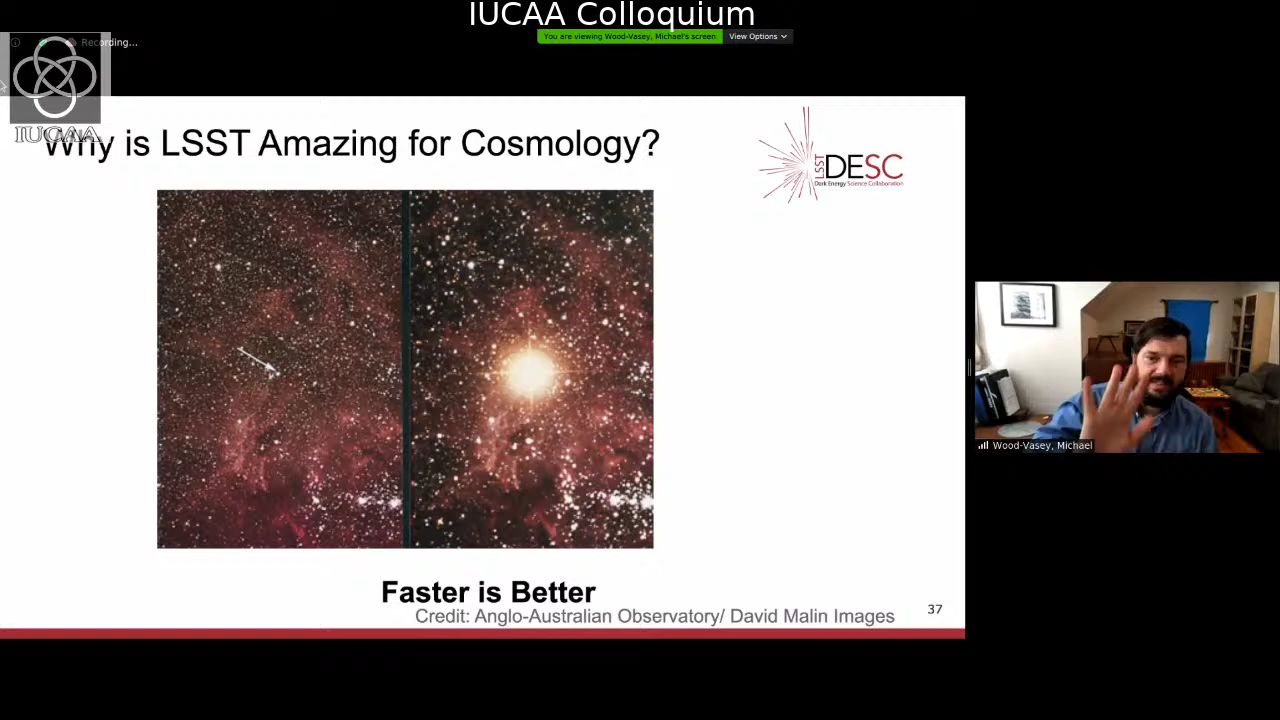 IUCAA Colloquium
You are viewing Wood-Vasey, Michael's screen
View Options
Recording...
IUCAA
Why is LSST Amazing for Cosmology?
LSST DESC
Dark Energy Science Collaboration
Wood-Vasey, Michael
Faster is Better
Credit: Anglo-Australian Observatory/ David Malin Images
37